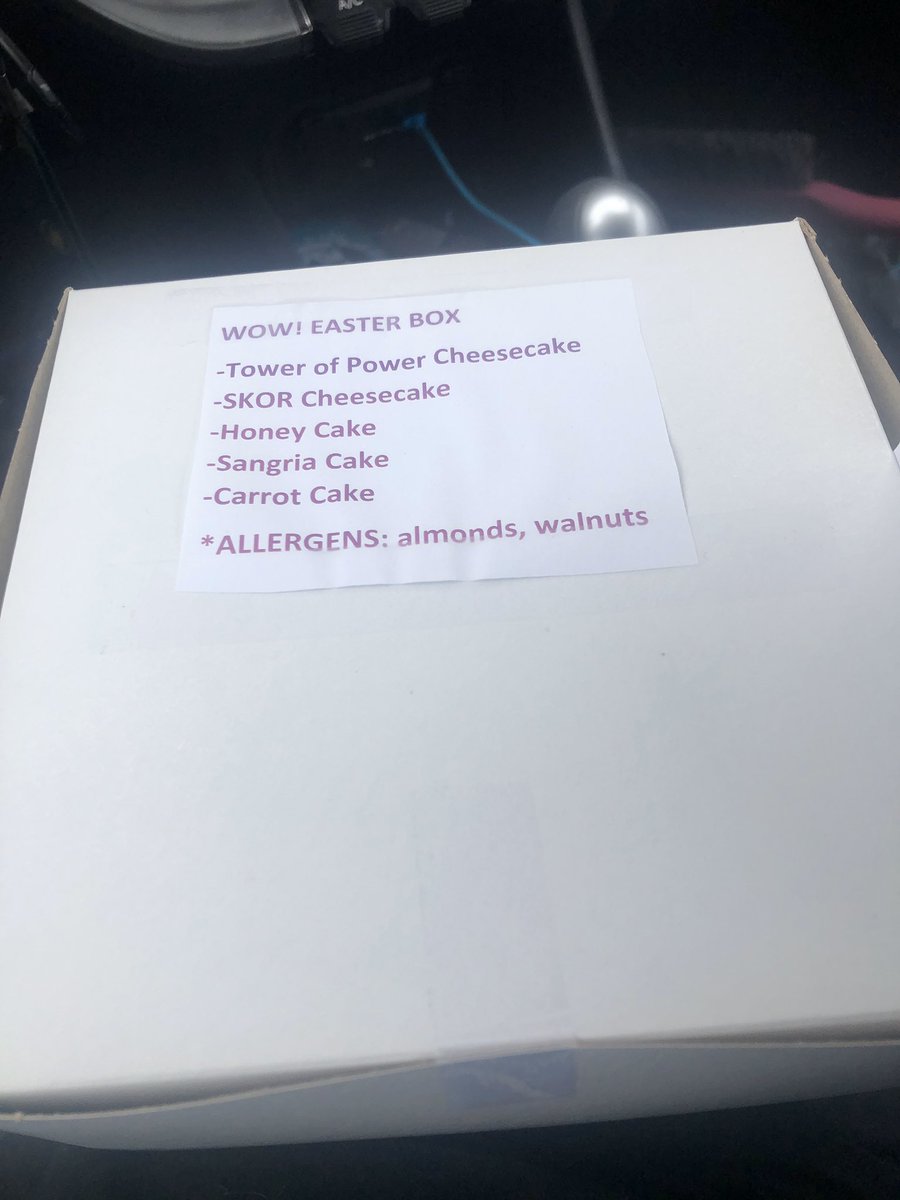 A/C
WOW! EASTER BOX
-Tower of Power Cheesecake
-SKOR Cheesecake
-Honey Cake
-Sangria Cake
-Carrot Cake
*ALLERGENS: almonds, walnuts